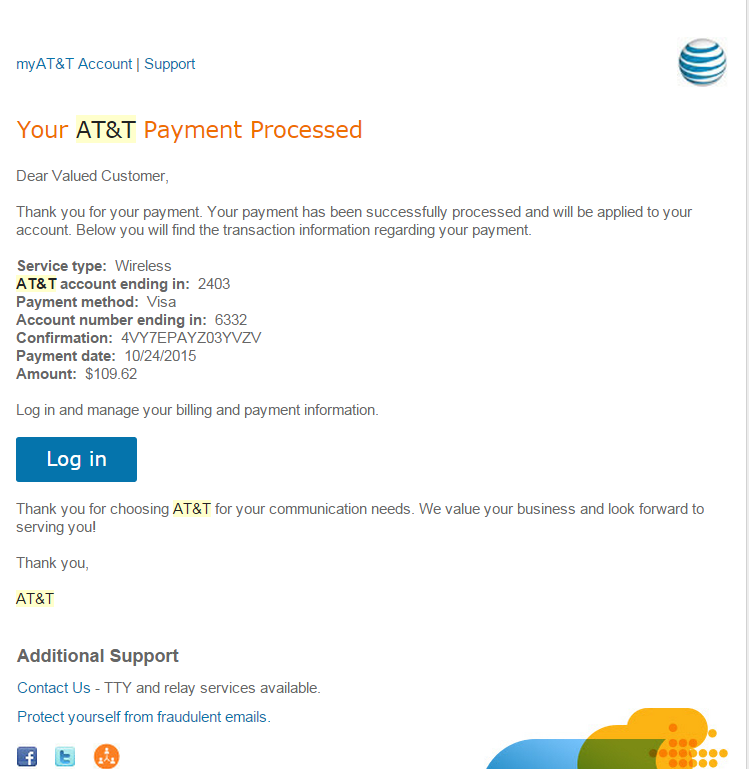 myAT&T Account | Support
Your AT&T Payment Processed
Dear Valued Customer,
Thank you for your payment. Your payment has been successfully processed and will be applied to your
account. Below you will find the transaction information regarding your payment.
Service type: Wireless
AT&T account ending in: 2403
Payment method: Visa
Account number ending in: 6332
Confirmation: 4VY7EPAYZ03YVZV
Payment date: 10/24/2015
Amount: $109.62
Log in and manage your billing and payment information.
Log in
Thank you for choosing AT&T for your communication needs. We value your business and look forward to
serving you!
Thank you,
AT&T
Additional Support
Contact Us - TTY and relay services available.
Protect yourself from fraudulent emails.